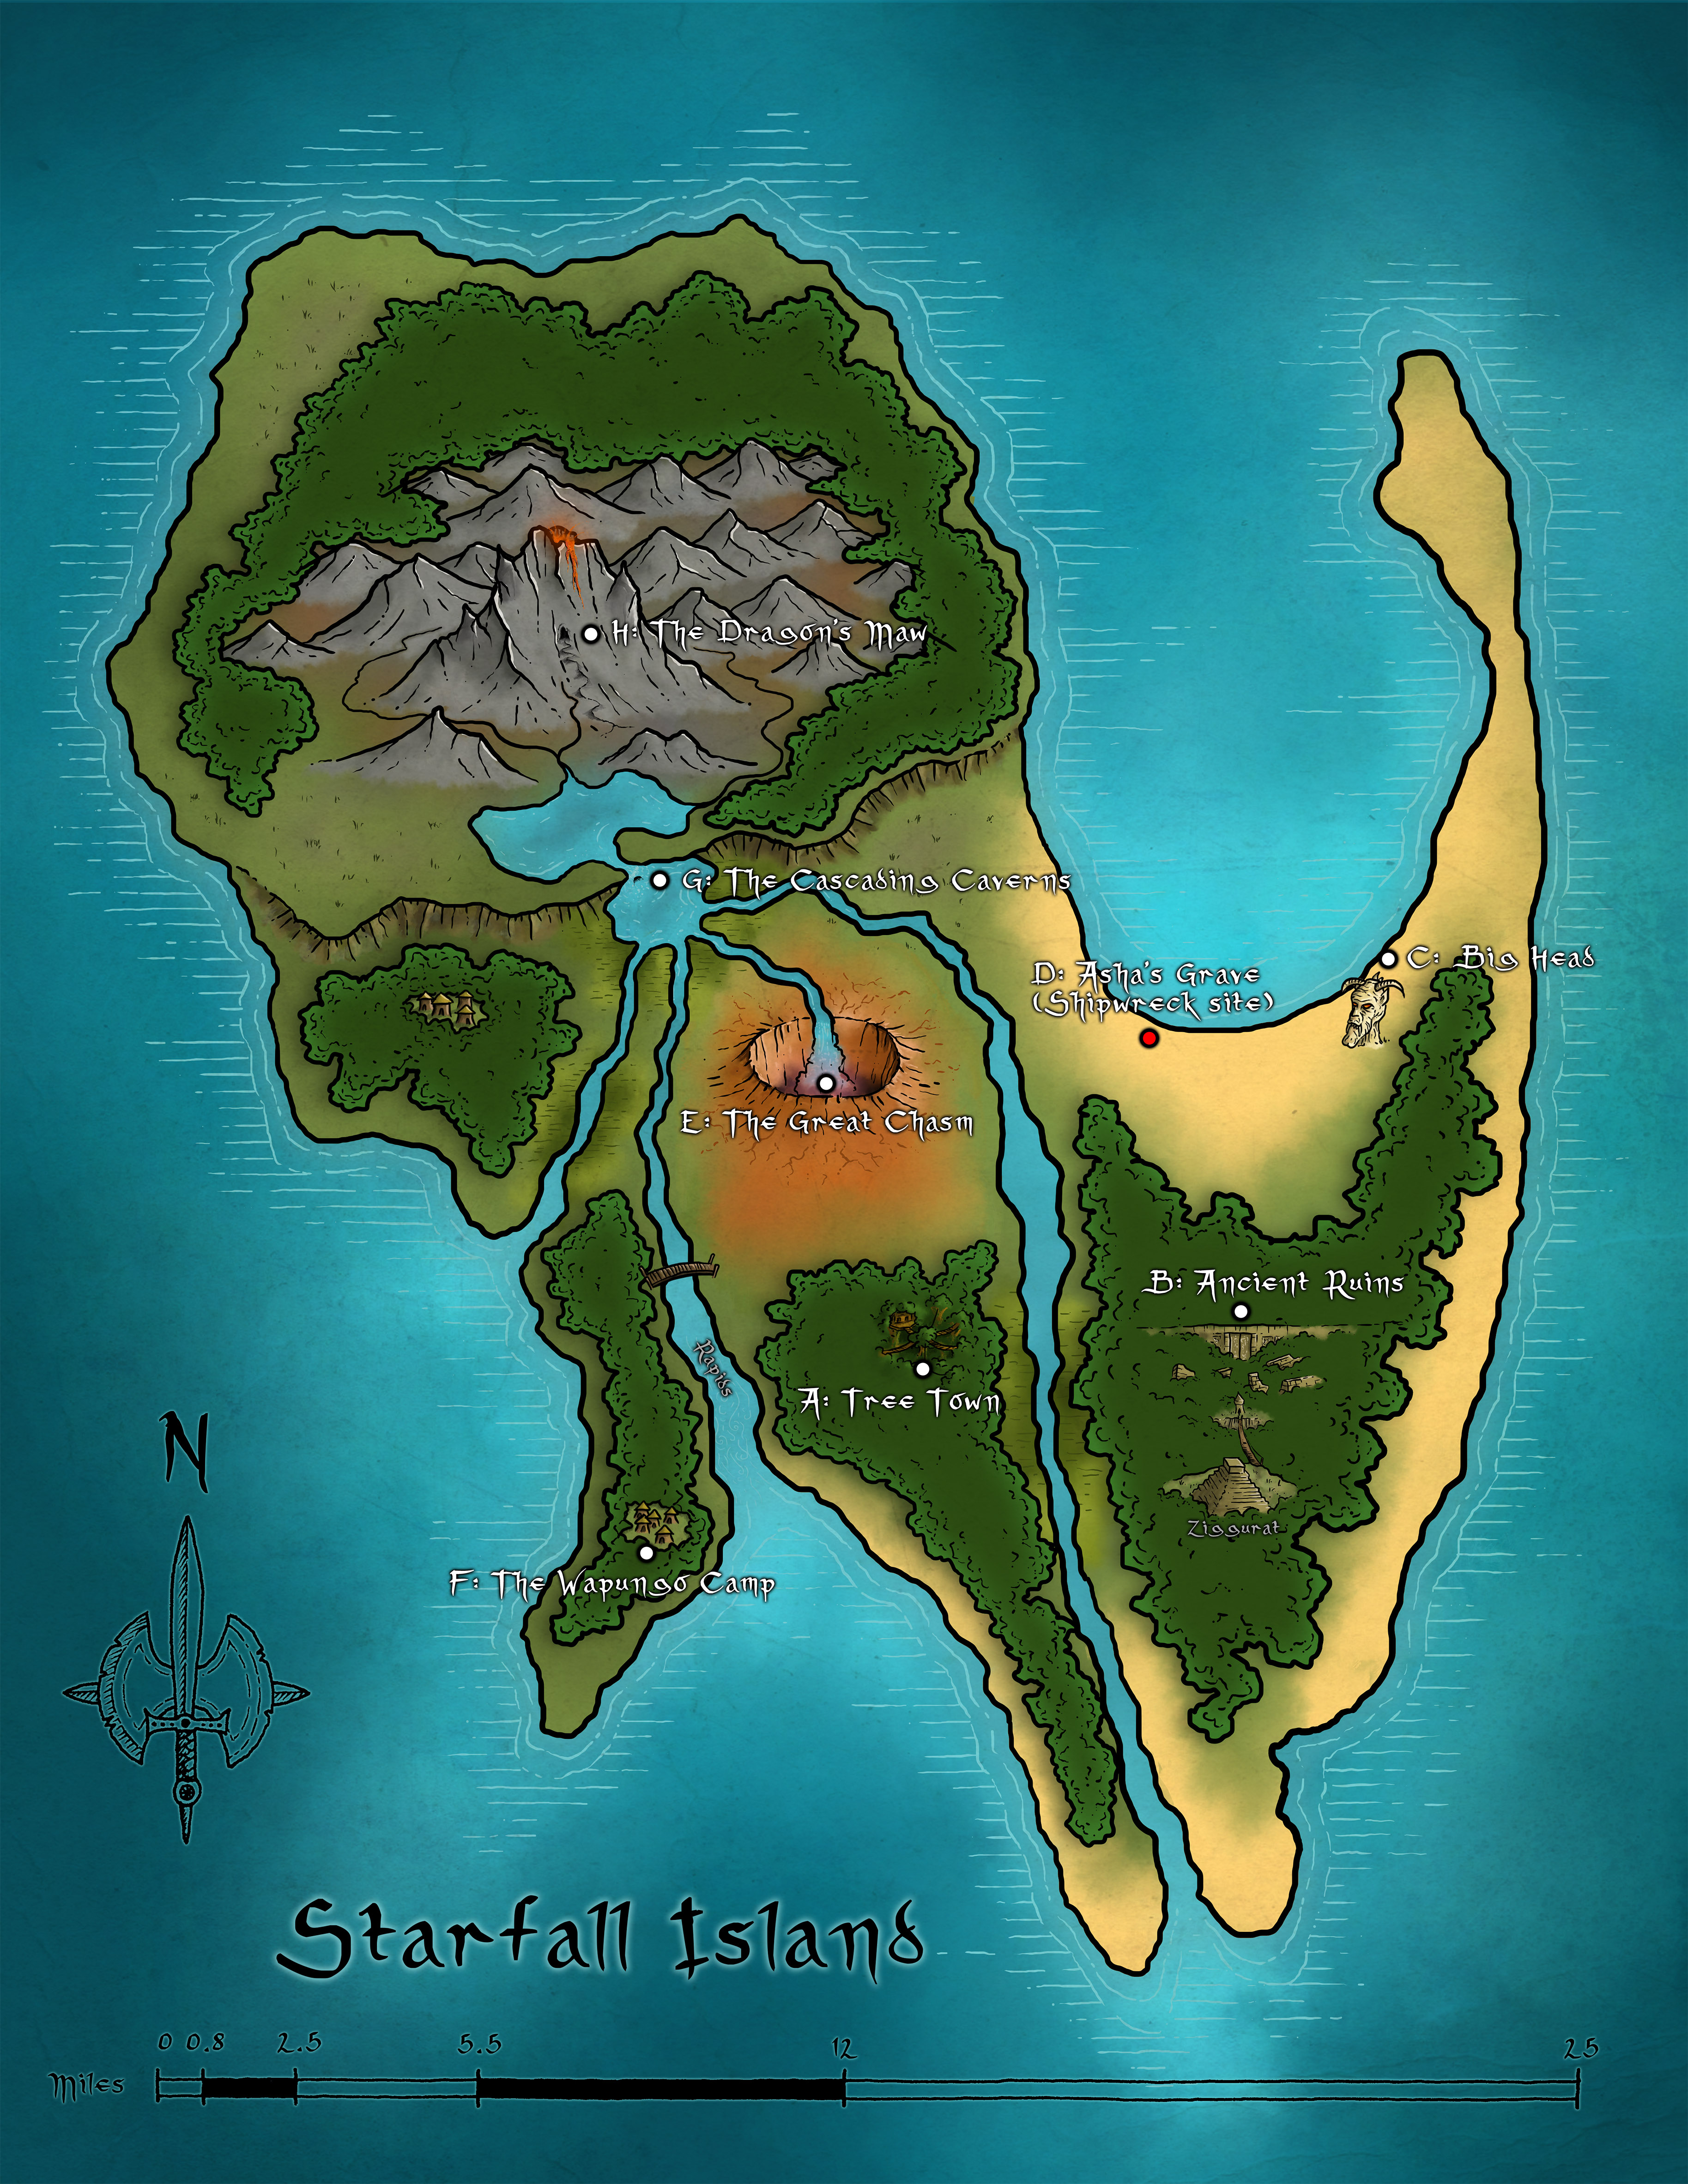 H: The Dragon's Maw
G: The Cascading Caverns
C: Big Head
D: Asha's Grave
(Shipwreck site)
E: The Great Chasm
B: Ancient Ruins
Rapids
A: Tree Town
N
Ziggurat
F: The Wapungo Camp
Starfall Island
0 0.8 2.5 5.5 12 25
Miles